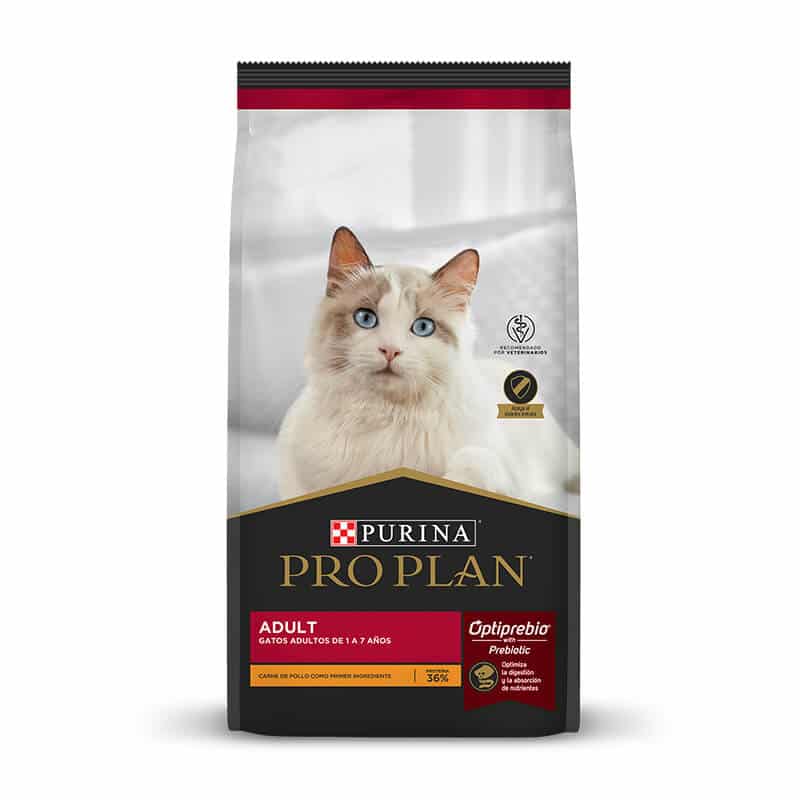 RECOMENDADO
POR VETERINARIOS
PURINA
PRO PLAN
ADULT
GATOS ADULTOS DE 1 A 7 AÑOS
CARNE DE POLLO COMO PRIMER INGREDIENTE
PROTEÍNA
36%
Optiprebio®
with
Prebiotic
Optimiza
la digestión
y la absorción
de nutrientes